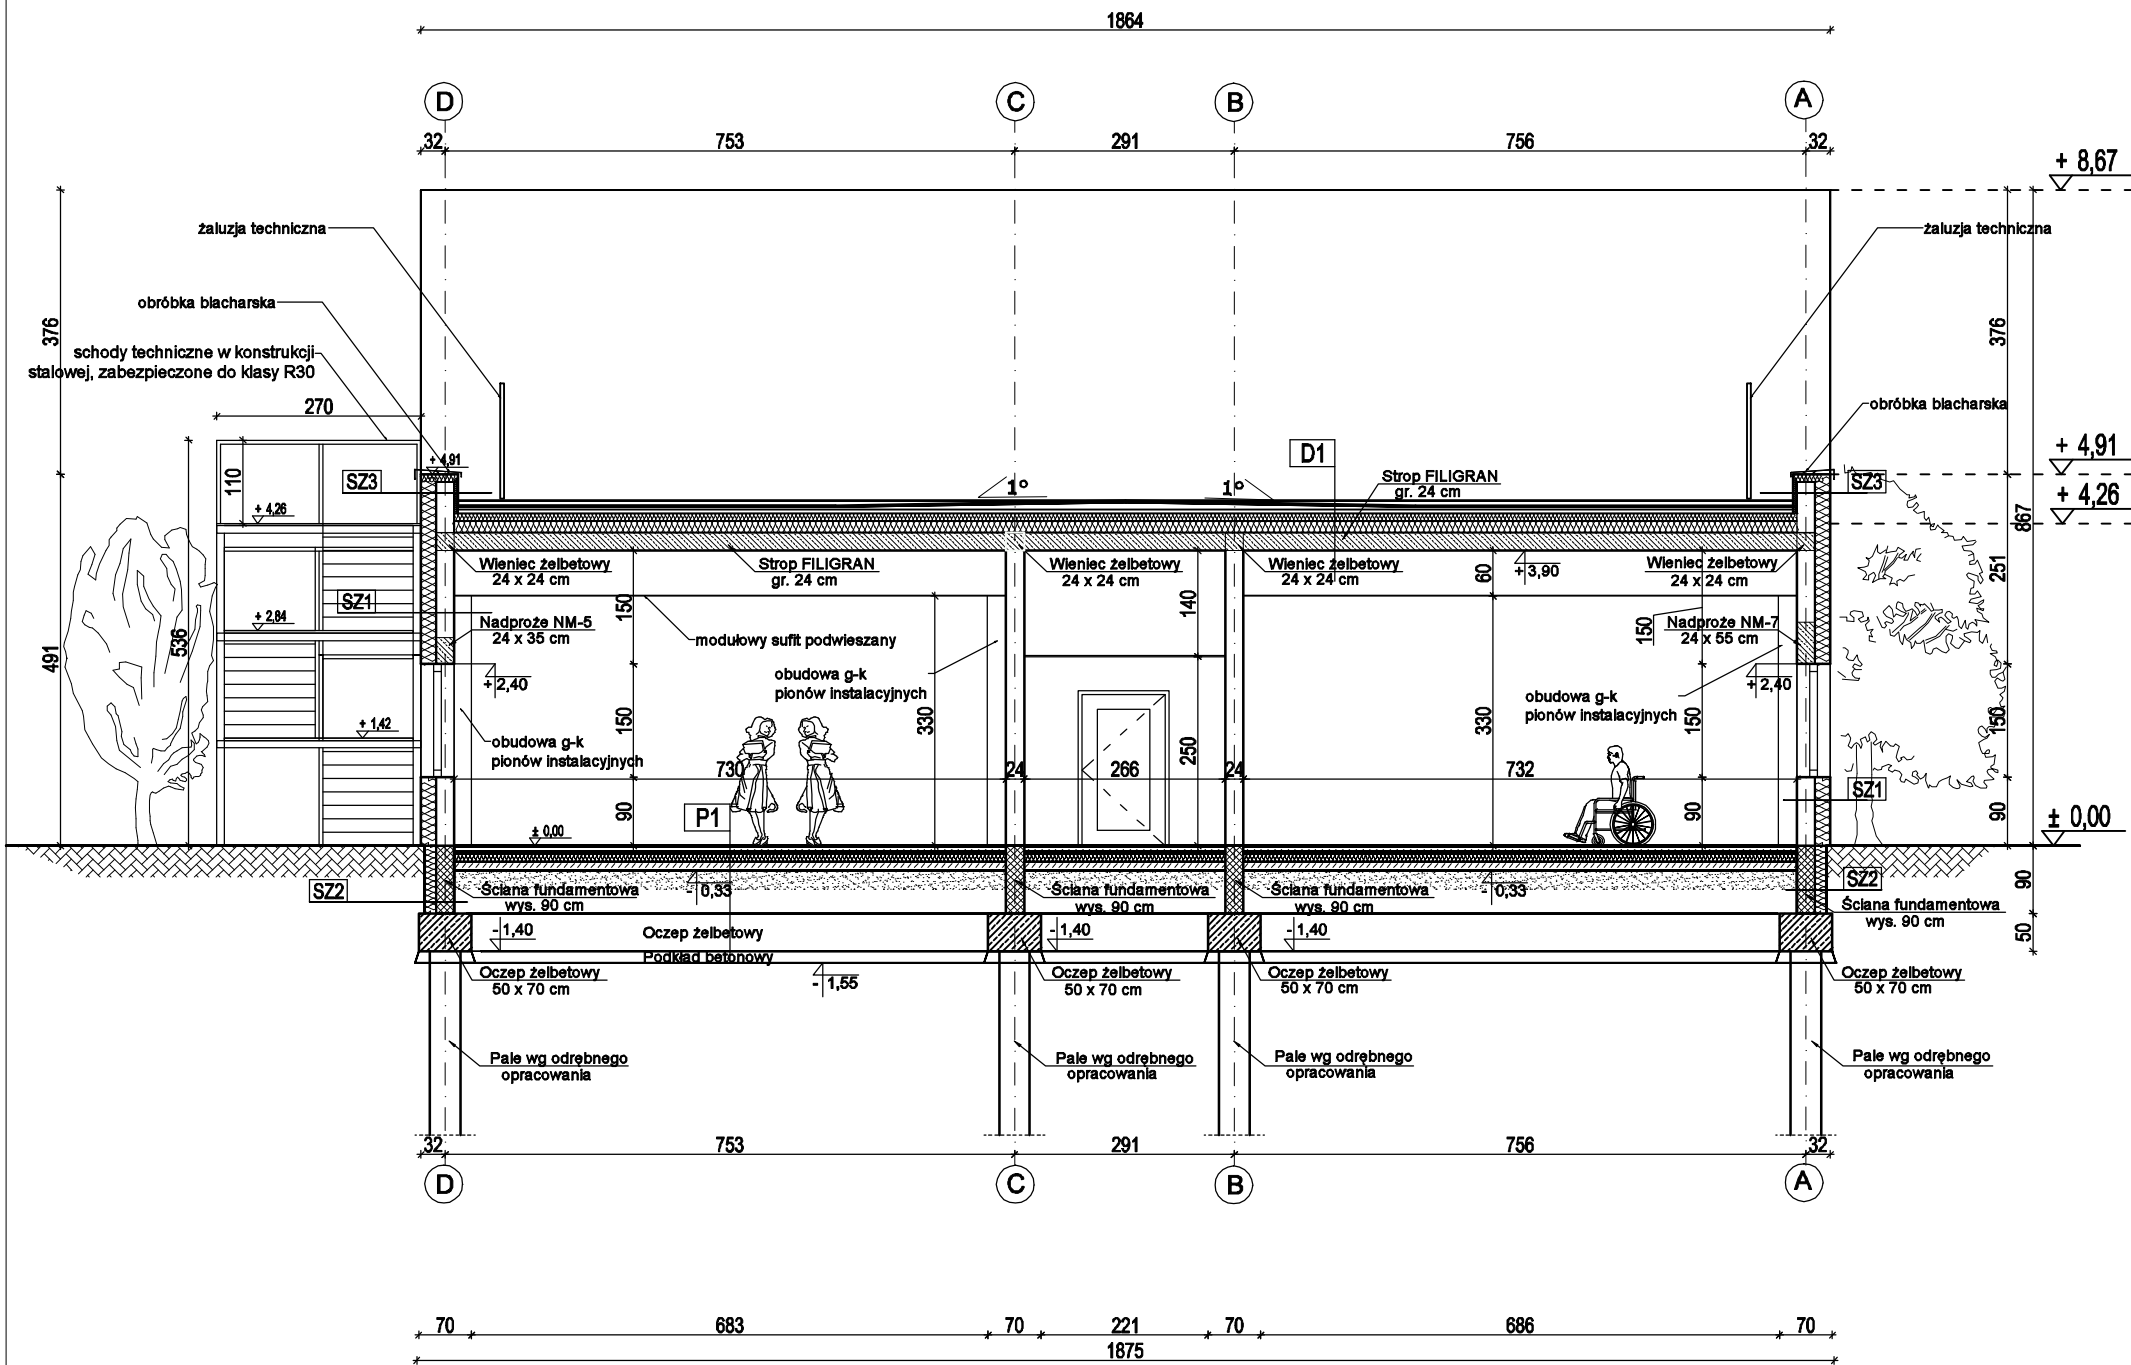 1864
D
C
B
A
32
753
291
756
32
+ 8,67
żaluzja techniczna
żaluzja techniczna
obróbka blacharska
376
376
schody techniczne w konstrukcji
stalowej, zabezpieczone do klasy R30
270
obróbka blacharska
+ 4,91
+ 4,91
D1
110
SZ3
1°
1°
Strop FILIGRAN
gr. 24 cm
SZ3
+ 4,26
+ 4,26
867
Wieniec żelbetowy
24 x 24 cm
Strop FILIGRAN
gr. 24 cm
Wieniec żelbetowy
24 x 24 cm
Wieniec żelbetowy
24 x 24 cm
60
+ 3,90
Wieniec żelbetowy
24 x 24 cm
251
SZ1
150
140
+ 2,84
536
Nadproże NM-5
24 x 35 cm
modułowy sufit podwieszany
150
Nadproże NM-7
24 x 55 cm
491
+ 2,40
obudowa g-k
pionów instalacyjnych
+ 2,40
obudowa g-k
pionów instalacyjnych
+ 1,42
150
330
250
330
150
150
obudowa g-k
pionów instalacyjnych
730
24
266
24
732
SZ1
P1
90
90
90
± 0,00
± 0,00
SZ2
Ściana fundamentowa
wys. 90 cm
- 0,33
Ściana fundamentowa
wys. 90 cm
Ściana fundamentowa
wys. 90 cm
- 0,33
SZ2
90
Ściana fundamentowa
wys. 90 cm
- 1,40
Oczep żelbetowy
- 1,40
- 1,40
50
Podkład betonowy
Oczep żelbetowy
50 x 70 cm
- 1,55
Oczep żelbetowy
50 x 70 cm
Oczep żelbetowy
50 x 70 cm
Oczep żelbetowy
50 x 70 cm
Pale wg odrębnego
opracowania
Pale wg odrębnego
opracowania
Pale wg odrębnego
opracowania
Pale wg odrębnego
opracowania
32
753
291
756
32
D
C
B
A
70
683
70
221
70
686
70
1875